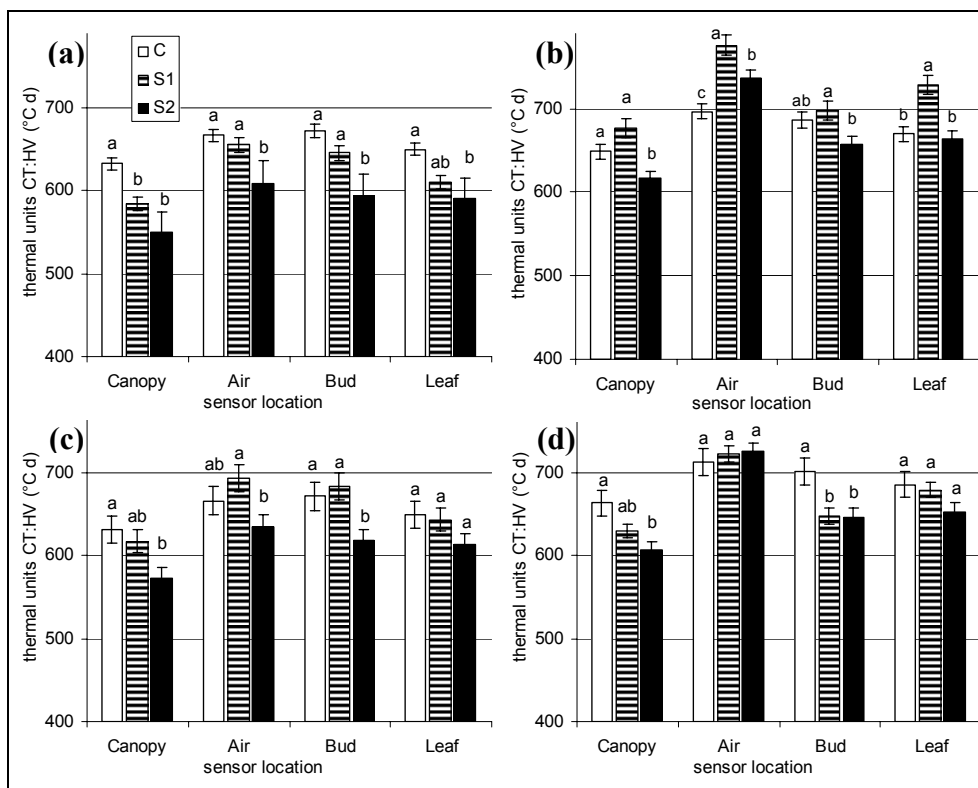 (a)
C
S1
S2
thermal units CT:HV (°C d)
700
600
500
400
a b b
a a b
a a b
a ab b
Canopy Air Bud Leaf
sensor location
(b)
thermal units CT:HV (°C d)
700
600
500
400
a a b
c a b
ab a b
b a b
Canopy Air Bud Leaf
sensor location
(c)
thermal units CT:HV (°C d)
700
600
500
400
a ab b
ab a b
a a b
a a a
Canopy Air Bud Leaf
sensor location
(d)
thermal units CT:HV (°C d)
700
600
500
400
a ab b
a a a
a b b
a a a
Canopy Air Bud Leaf
sensor location